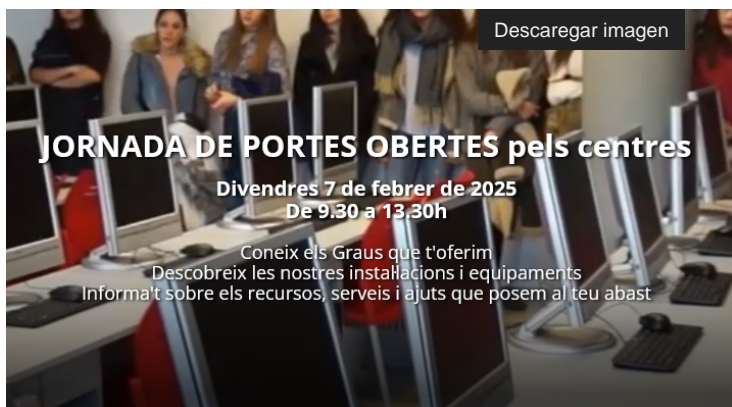 Descaregar imagen
JORNADA DE PORTES OBERTES pels centres
Divendres 7 de febrer de 2025
De 9.30 a 13.30h
Coneix els Graus que t'oferim
Descobreix les nostres instal·lacions i equipaments
Informa't sobre els recursos, serveis i ajuts que posem al teu abast